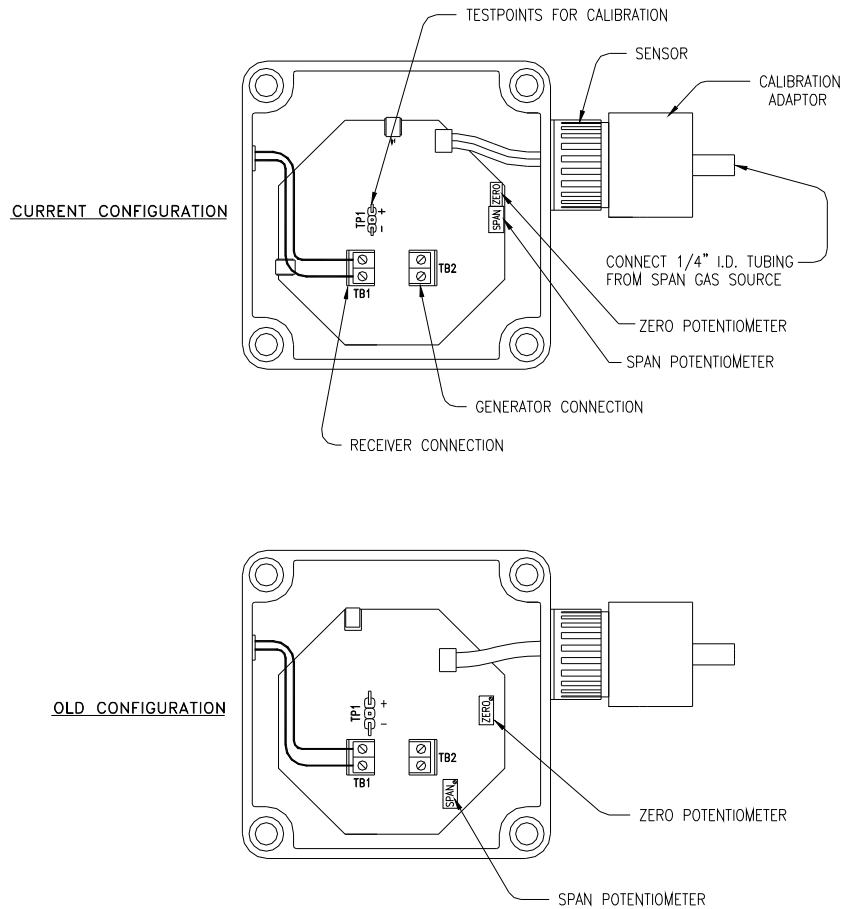 TESTPOINTS FOR CALIBRATION
SENSOR
CALIBRATION
ADAPTOR
CURRENT CONFIGURATION
TP1
+
-
ZERO
SPAN
TB1
TB2
CONNECT 1/4" I.D. TUBING
FROM SPAN GAS SOURCE
ZERO POTENTIOMETER
SPAN POTENTIOMETER
GENERATOR CONNECTION
RECEIVER CONNECTION
OLD CONFIGURATION
TP1
+
-
ZERO
TB1
TB2
SPAN
ZERO POTENTIOMETER
SPAN POTENTIOMETER